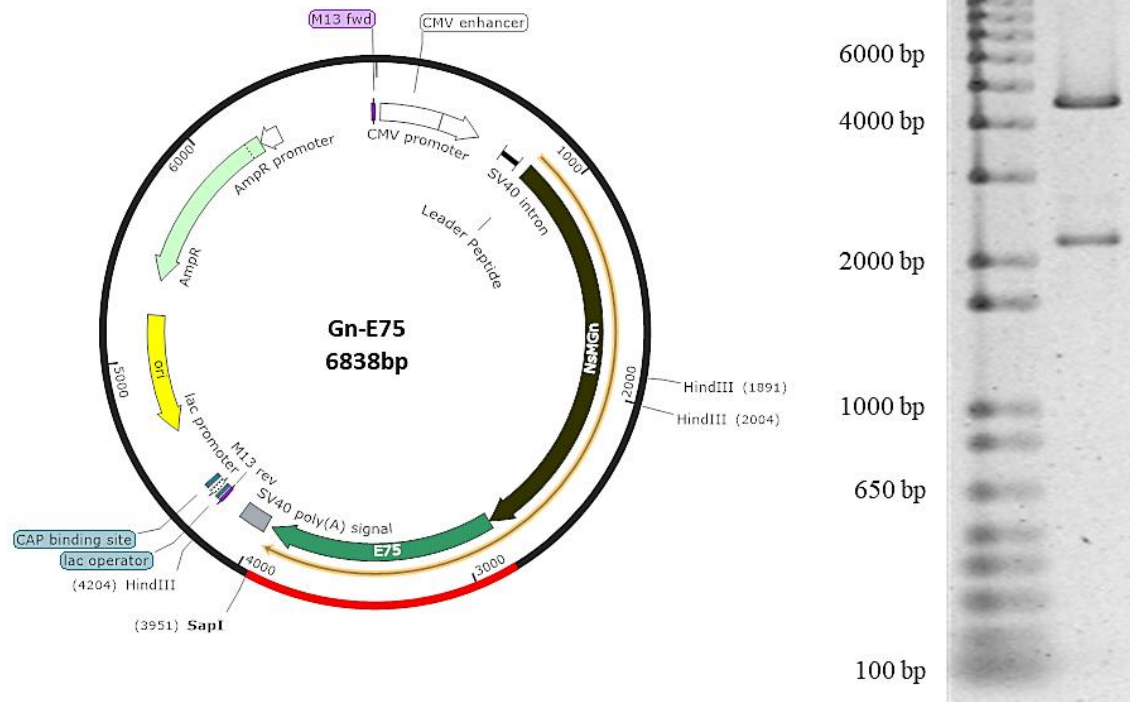 M13 fwd
CMV enhancer
CMV promoter
SV40 intron
Leader Peptide
1000
NsMGn
2000
HindIII (1891)
HindIII (2004)
3000
E75
4000
SV40 poly(A) signal
M13 rev
lac promoter
CAP binding site
lac operator
(4204) HindIII
(3951) SapI
ori
5000
AmpR
AmpR promoter
6000
Gn-E75
6838bp
6000 bp
4000 bp
2000 bp
1000 bp
650 bp
100 bp